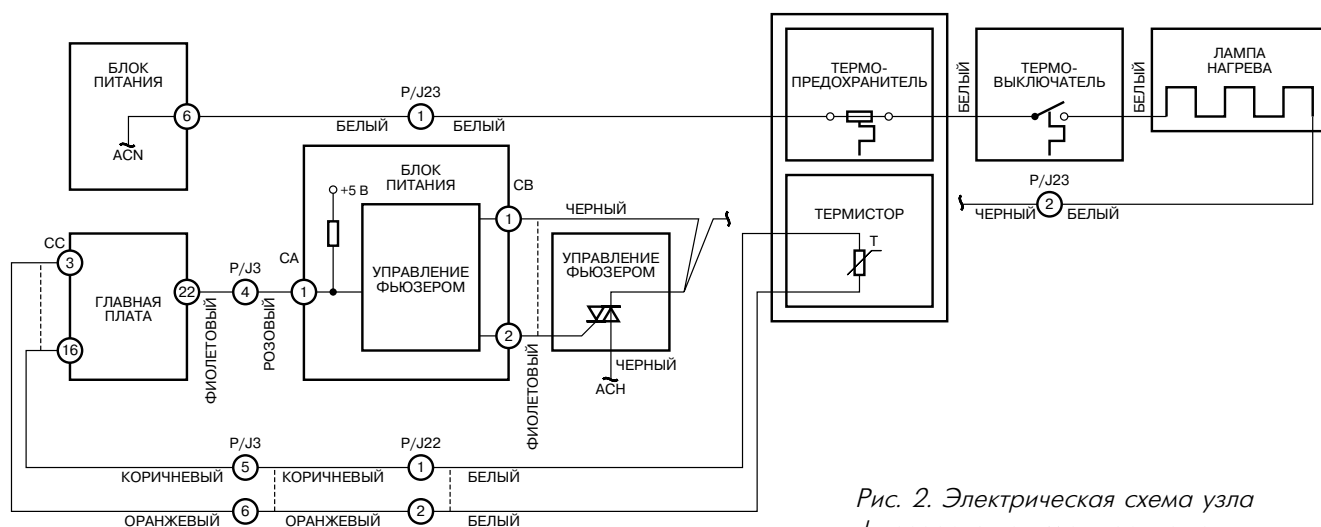 БЛОК
ПИТАНИЯ
6
ACN
P/J23
1
БЕЛЫЙ
БЕЛЫЙ
ТЕРМО-
ПРЕДОХРАНИТЕЛЬ
БЕЛЫЙ
ТЕРМО-
ВЫКЛЮЧАТЕЛЬ
БЕЛЫЙ
ЛАМПА
НАГРЕВА
P/J23
2
ЧЕРНЫЙ
БЕЛЫЙ
ТЕРМИСТОР
T
БЛОК
ПИТАНИЯ
+5 В
CA
1
УПРАВЛЕНИЕ
ФЬЮЗЕРОМ
CB
1
2
ЧЕРНЫЙ
ФИОЛЕТОВЫЙ
УПРАВЛЕНИЕ
ФЬЮЗЕРОМ
ЧЕРНЫЙ
ACH
CC
3
16
ГЛАВНАЯ
ПЛАТА
22
ФИОЛЕТОВЫЙ
P/J3
4
РОЗОВЫЙ
P/J3
P/J22
КОРИЧНЕВЫЙ
5
КОРИЧНЕВЫЙ
1
БЕЛЫЙ
ОРАНЖЕВЫЙ
6
ОРАНЖЕВЫЙ
2
БЕЛЫЙ
Рис. 2. Электрическая схема узла